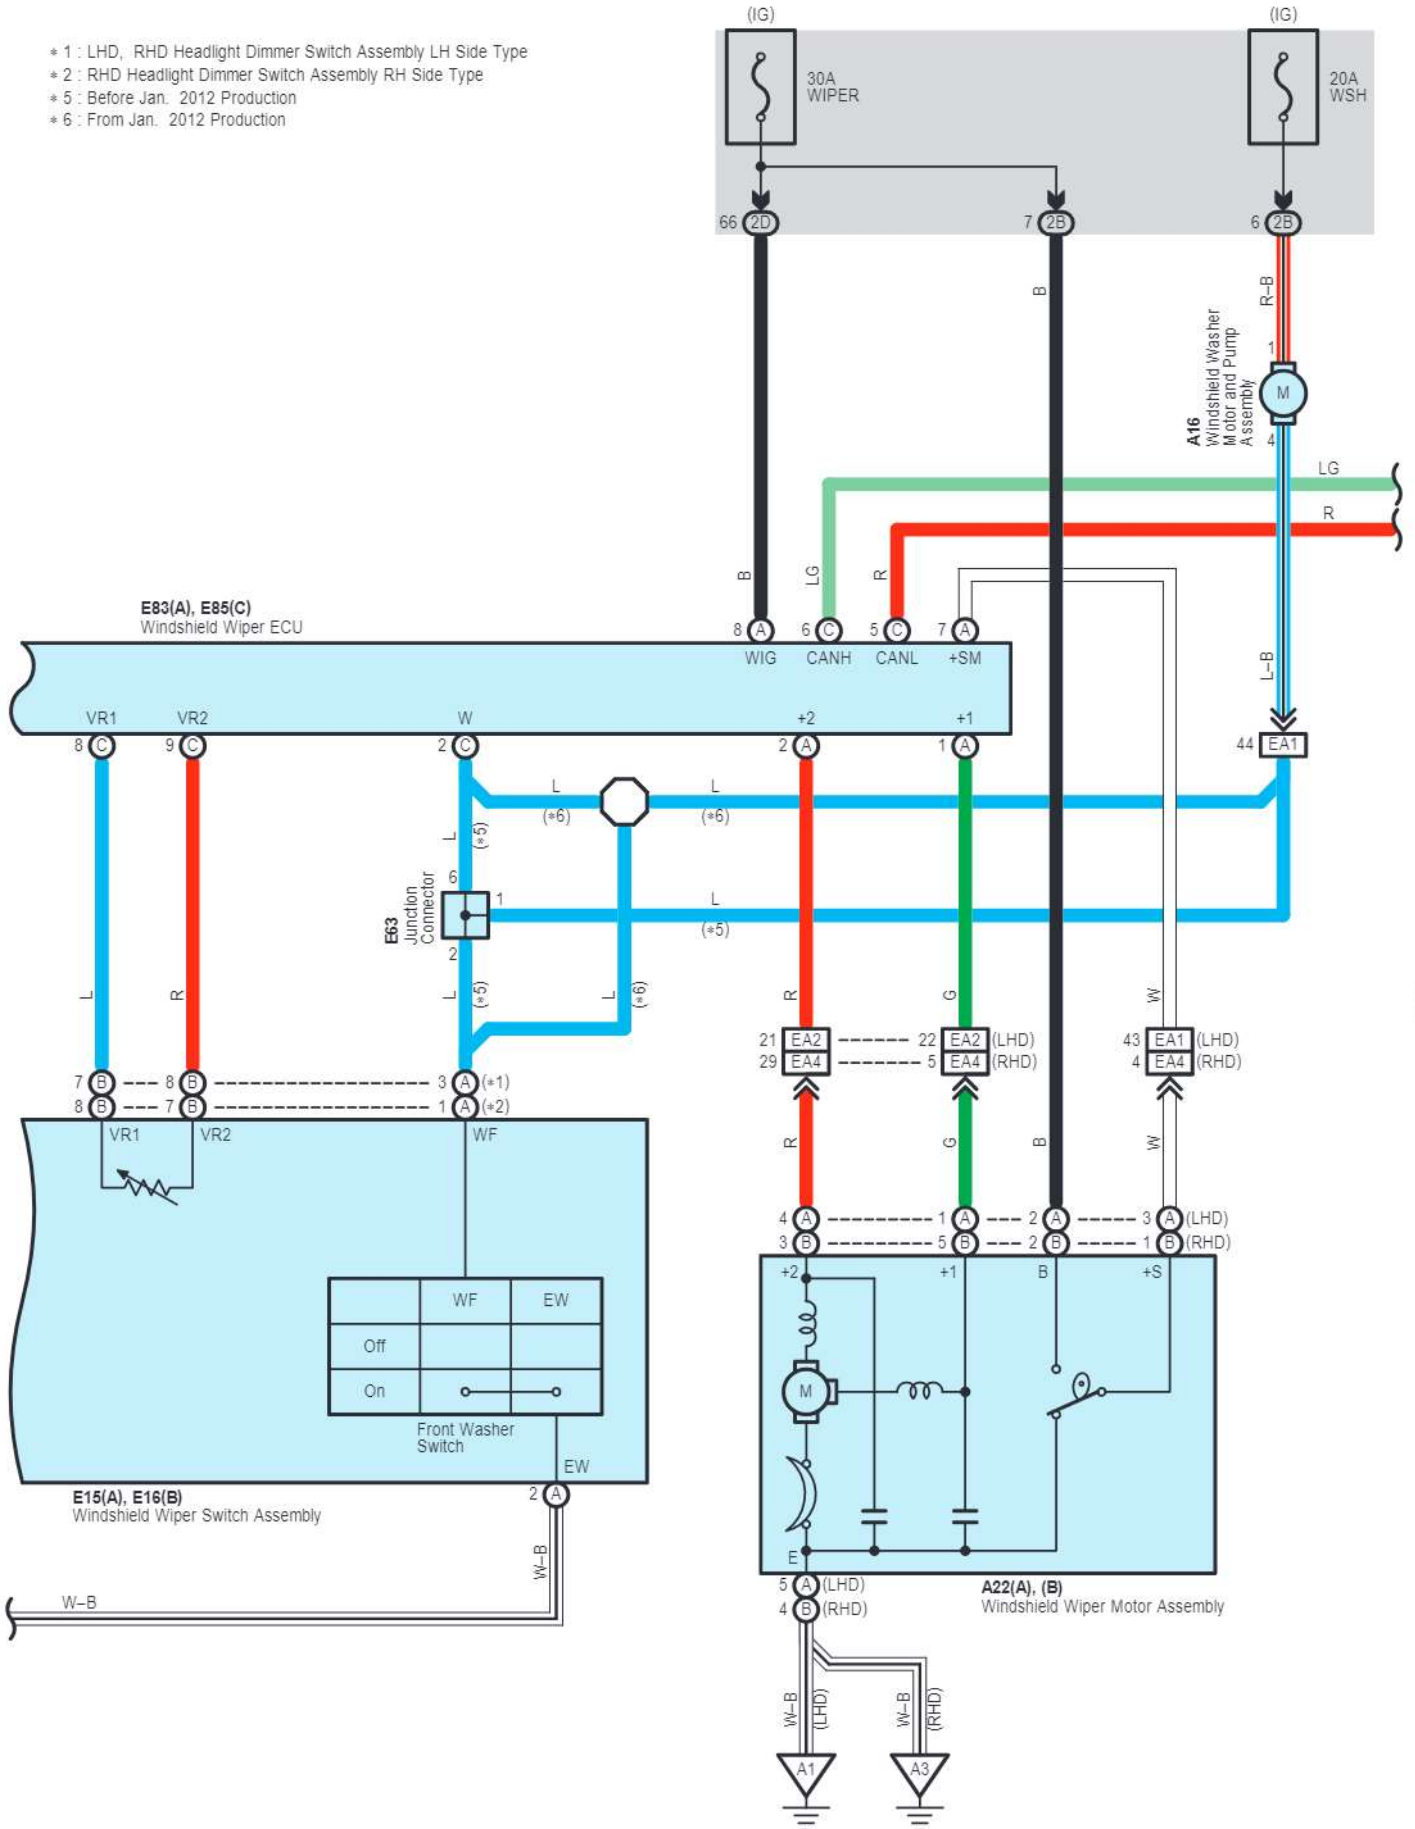 (IG)
(IG)
∗ 1 : LHD, RHD Headlight Dimmer Switch Assembly LH Side Type
∗ 2 : RHD Headlight Dimmer Switch Assembly RH Side Type
∗ 5 : Before Jan. 2012 Production
∗ 6 : From Jan. 2012 Production
30A
WIPER
20A
WSH
66 2D
7 2B
6 2B
B
R–B
1
A16
Windshield Washer
Motor and Pump
Assembly
M
4
LG
R
B
LG
R
L–B
E83(A), E85(C)
Windshield Wiper ECU
8 A
6 C
5 C
7 A
WIG
CANH
CANL
+SM
VR1
VR2
W
+2
+1
8 C
9 C
2 C
2 A
1 A
44 EA1
L
(∗6)
L
(∗6)
L
(∗5)
6
1
E63
Junction
Connector
2
L
(∗5)
L
R
L
(∗5)
L
(∗6)
R
G
W
21 EA2
22 EA2 (LHD)
43 EA1 (LHD)
29 EA4
5 EA4 (RHD)
4 EA4 (RHD)
7 B
8 B
3 A (∗1)
8 B
7 B
1 A (∗2)
VR1
VR2
WF
R
G
B
W
4 A
1 A
2 A
3 A (LHD)
3 B
5 B
2 B
1 B (RHD)
+2
+1
B
+S
WF
EW
Off
On
Front Washer
Switch
M
EW
E
E15(A), E16(B)
Windshield Wiper Switch Assembly
2 A
W–B
W–B
5 A (LHD)
4 B (RHD)
A22(A), (B)
Windshield Wiper Motor Assembly
W–B
(LHD)
W–B
(RHD)
A1
A3